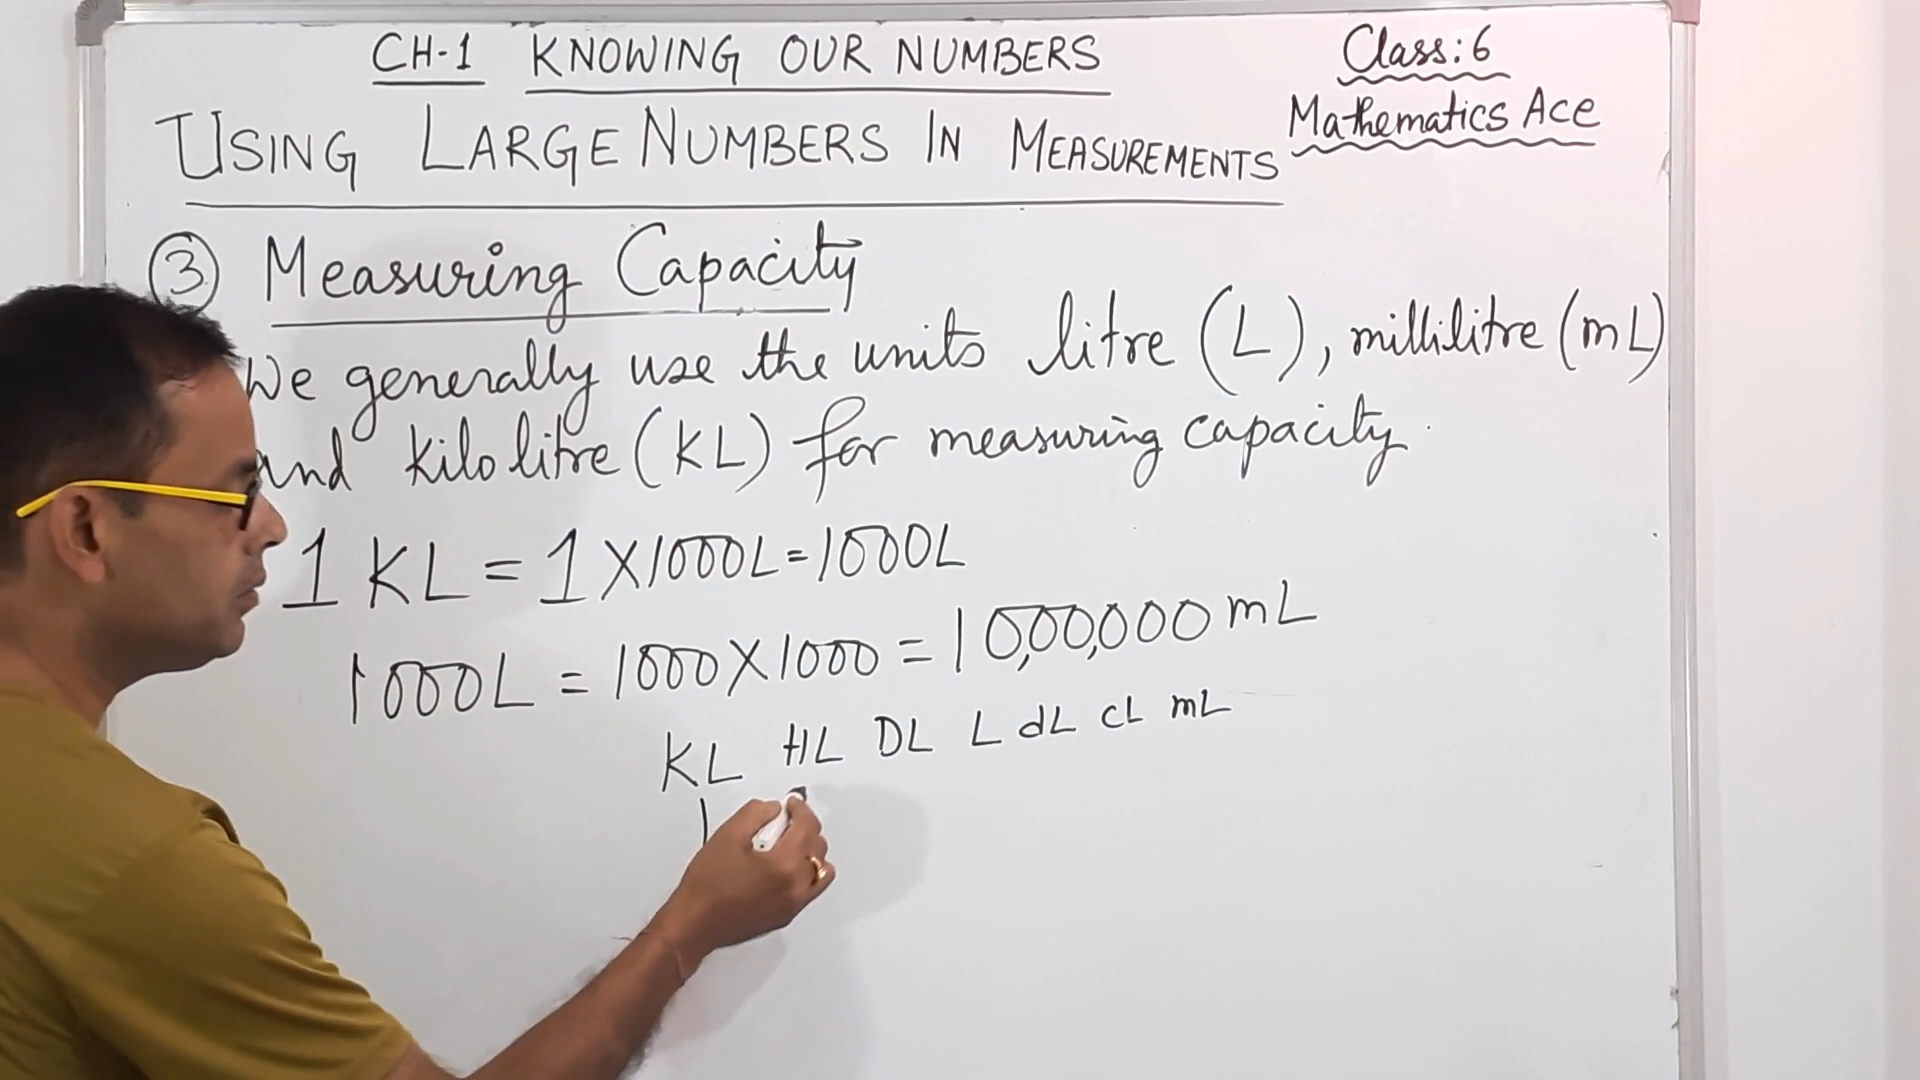 CH-1 KNOWING OUR NUMBERS
Class: 6
Mathematics Ace
USING LARGE NUMBERS IN MEASUREMENTS
③ Measuring Capacity
We generally use the units litre (L), millilitre (mL)
and kilolitre (KL) for measuring capacity.
1 KL = 1 X 1000L = 1000L
1000L = 1000 X 1000 = 10,00,000 mL
KL HL DL L dL cL mL
1